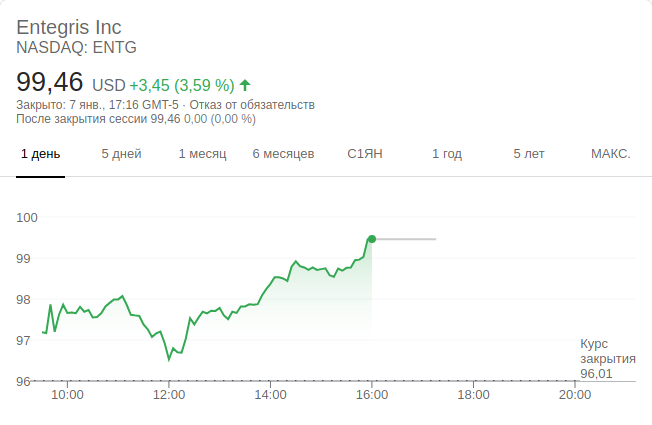 Entegris Inc
NASDAQ: ENTG
99,46 USD +3,45 (3,59 %)
Закрыто: 7 янв., 17:16 GMT-5 · Отказ от обязательств
После закрытия сессии 99,46 0,00 (0,00 %)
1 день 5 дней 1 месяц 6 месяцев С1ЯН 1 год 5 лет МАКС.
100
99
98
97
Курс
закрытия
96,01
96
10:00 12:00 14:00 16:00 18:00 20:00